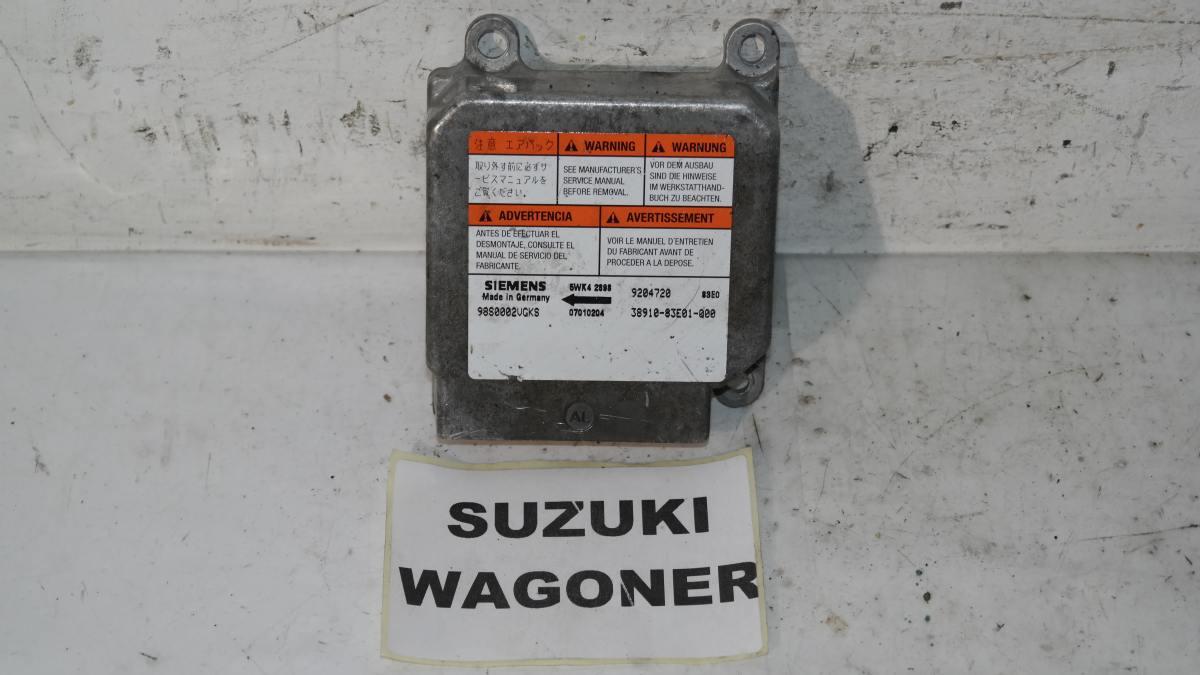 注意 エアバック
取り外す前に必ずサ
ービスマニュアルを
ご覧ください。
WARNING
SEE MANUFACTURER'S
SERVICE MANUAL
BEFORE REMOVAL.
WARNUNG
VOR DEM AUSBAU
SIND DIE HINWEISE
IM WERKSTATTHAND-
BUCH ZU BEACHTEN.
ADVERTENCIA
ANTES DE EFECTUAR EL
DESMONTAJE, CONSULTE EL
MANUAL DE SERVICIO DEL
FABRICANTE.
AVERTISSEMENT
VOIR LE MANUEL D'ENTRETIEN
DU FABRICANT AVANT DE
PROCEDER A LA DEPOSE.
SIEMENS 5WK4 2898 9204720 83E0
Made in Germany
98S0002VGKS 07010204 38910-83E01-000
AL
SUZUKI
WAGONER